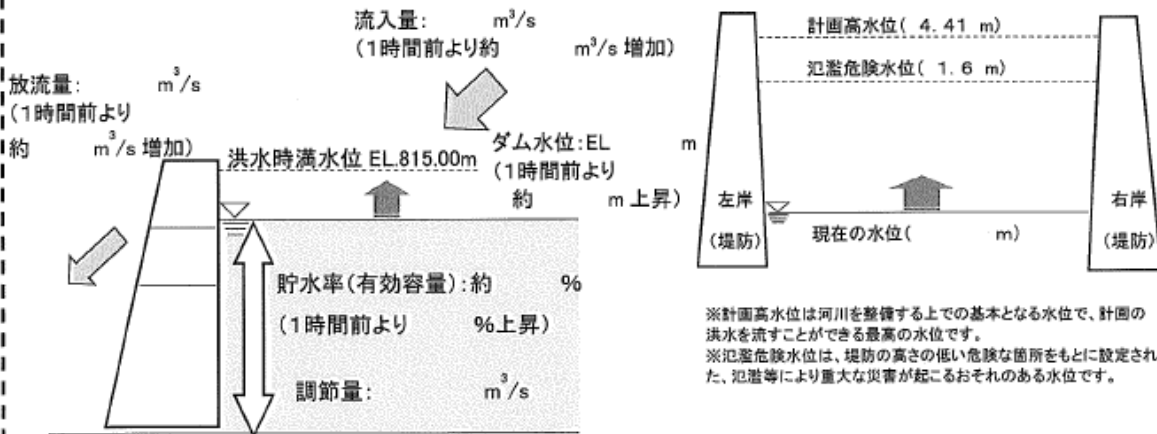 流入量: m³/s
(1時間前より約 m³/s 増加)
放流量: m³/s
(1時間前より
約 m³/s 増加)
洪水時満水位 EL.815.00m
ダム水位:EL m
(1時間前より
約 m 上昇)
貯水率(有効容量):約 %
(1時間前より %上昇)
調節量: m³/s
計画高水位( 4.41 m)
氾濫危険水位( 1.6 m)
左岸
(堤防)
現在の水位( m)
右岸
(堤防)
※計画高水位は河川を整備する上での基本となる水位で、計画の
洪水を流すことができる最高の水位です。
※氾濫危険水位は、堤防の高さの低い危険な箇所をもとに設定され
た、氾濫等により重大な災害が起こるおそれのある水位です。